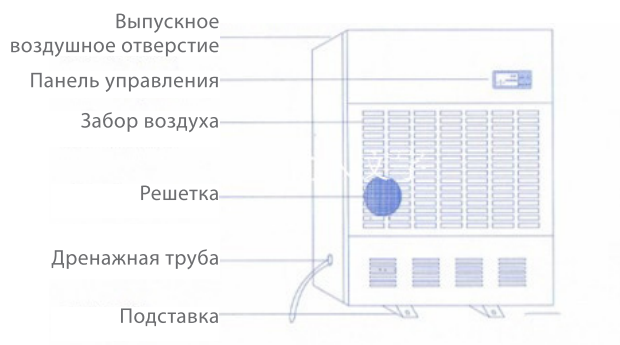 Выпускное
воздушное отверстие
Панель управления
Забор воздуха
Решетка
Дренажная труба
Подставка